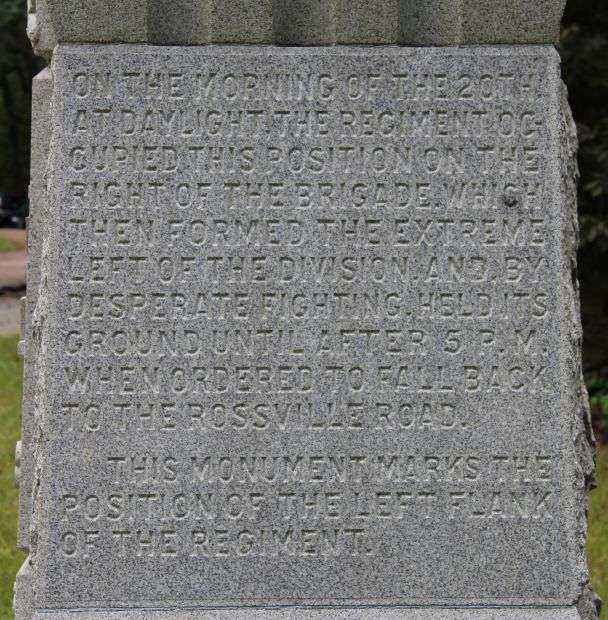 ON THE MORNING OF THE 20TH.
AT DAYLIGHT, THE REGIMENT OC-
CUPIED THIS POSITION ON THE
RIGHT OF THE BRIGADE, WHICH
THEN FORMED THE EXTREME
LEFT OF THE DIVISION, AND, BY
DESPERATE FIGHTING, HELD ITS
GROUND UNTIL AFTER 5 P.M.
WHEN ORDERED TO FALL BACK
TO THE ROSSVILLE ROAD.
THIS MONUMENT MARKS THE
POSITION OF THE LEFT FLANK
OF THE REGIMENT.